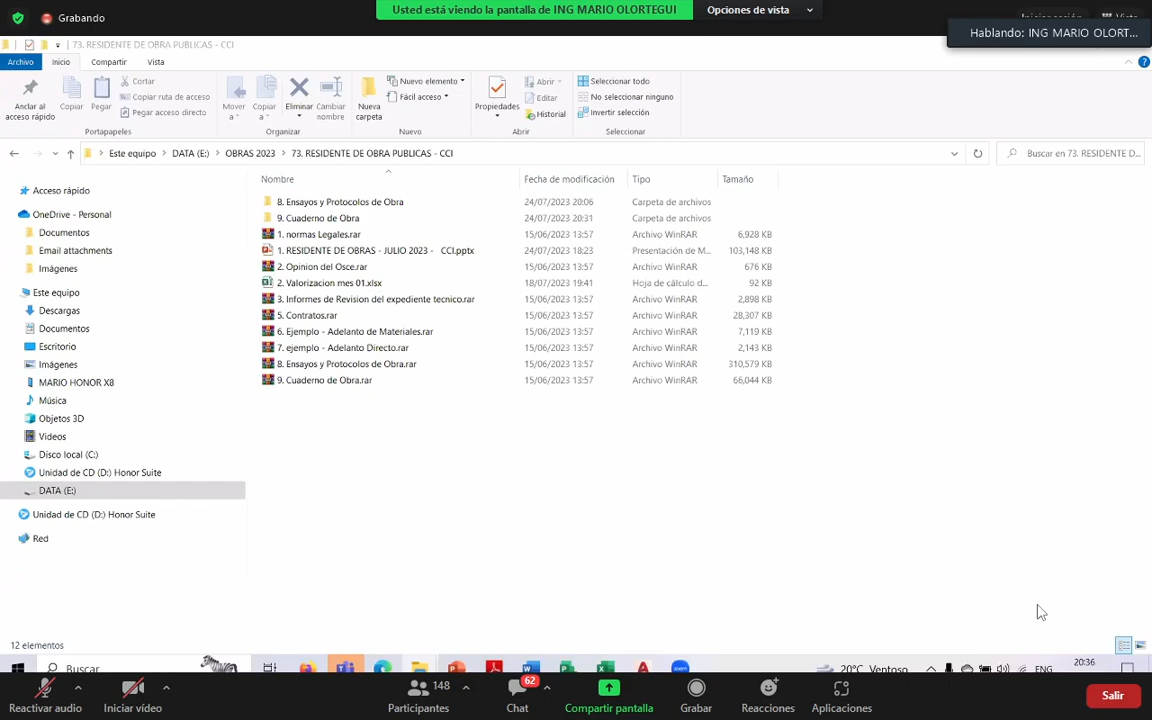 Grabando
Usted está viendo la pantalla de ING MARIO OLORTEGUI
Opciones de vista
Iniciar sesión
Vista
Hablando: ING MARIO OLORT...
73. RESIDENTE DE OBRA PUBLICAS - CCI
Archivo
Inicio
Compartir
Vista
Anclar al acceso rápido
Copiar
Pegar
Cortar
Copiar ruta de acceso
Pegar acceso directo
Portapapeles
Mover a
Copiar a
Eliminar
Cambiar nombre
Organizar
Nueva carpeta
Nuevo elemento
Fácil acceso
Nuevo
Propiedades
Abrir
Editar
Historial
Abrir
Seleccionar todo
No seleccionar ninguno
Invertir selección
Seleccionar
Este equipo > DATA (E:) > OBRAS 2023 > 73. RESIDENTE DE OBRA PUBLICAS - CCI
Buscar en 73. RESIDENTE D...
Acceso rápido
OneDrive - Personal
Documentos
Email attachments
Imágenes
Este equipo
Descargas
Documentos
Escritorio
Imágenes
MARIO HONOR X8
Música
Objetos 3D
Videos
Disco local (C:)
Unidad de CD (D:) Honor Suite
DATA (E:)
Unidad de CD (D:) Honor Suite
Red
Nombre Fecha de modificación Tipo Tamaño
8. Ensayos y Protocolos de Obra 24/07/2023 20:06 Carpeta de archivos
9. Cuaderno de Obra 24/07/2023 20:31 Carpeta de archivos
1. normas Legales.rar 15/06/2023 13:57 Archivo WinRAR 6,928 KB
1. RESIDENTE DE OBRAS - JULIO 2023 - CCI.pptx 24/07/2023 18:23 Presentación de M... 103,148 KB
2. Opinion del Osce.rar 15/06/2023 13:57 Archivo WinRAR 676 KB
2. Valorizacion mes 01.xlsx 18/07/2023 19:41 Hoja de cálculo d... 92 KB
3. Informes de Revision del expediente tecnico.rar 15/06/2023 13:57 Archivo WinRAR 2,898 KB
5. Contratos.rar 15/06/2023 13:57 Archivo WinRAR 28,307 KB
6. Ejemplo - Adelanto de Materiales.rar 15/06/2023 13:57 Archivo WinRAR 7,119 KB
7. ejemplo - Adelanto Directo.rar 15/06/2023 13:57 Archivo WinRAR 2,143 KB
8. Ensayos y Protocolos de Obra.rar 15/06/2023 13:57 Archivo WinRAR 310,579 KB
9. Cuaderno de Obra.rar 15/06/2023 13:57 Archivo WinRAR 66,044 KB
12 elementos
Buscar
20°C Ventoso
ENG
20:36
Reactivar audio
Iniciar vídeo
148
Participantes
62
Chat
Compartir pantalla
Grabar
Reacciones
Aplicaciones
Salir